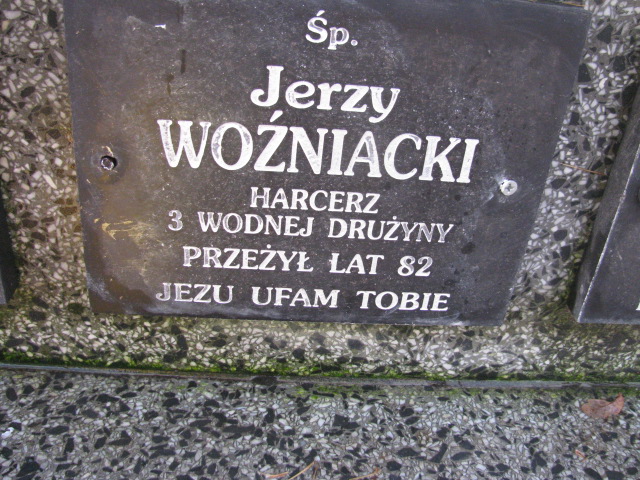 Śp.
Jerzy
WOŹNIACKI
HARCERZ
3 WODNEJ DRUŻYNY
PRZEŻYŁ LAT 82
JEZU UFAM TOBIE